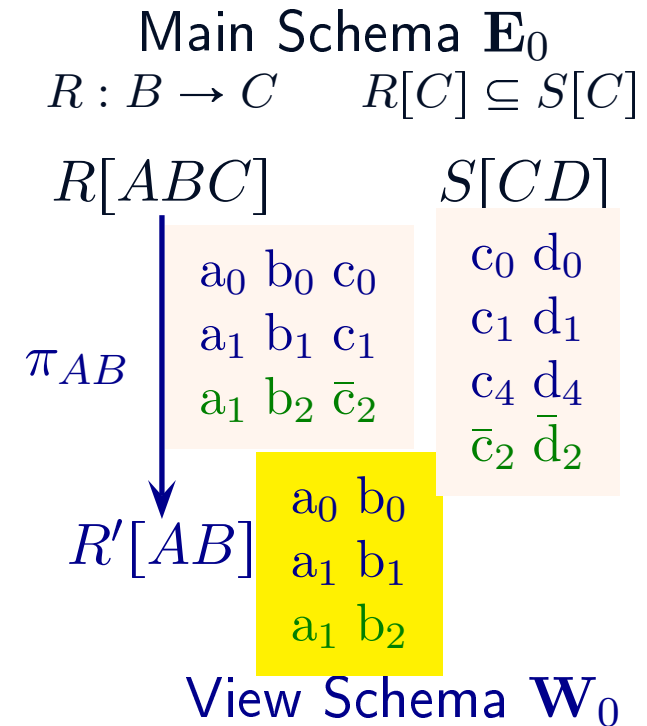 Main Schema E₀
R : B → C R[C] ⊆ S[C]
R[ABC] S[CD]
a₀ b₀ c₀ c₀ d₀
a₁ b₁ c₁ c₁ d₁
π_AB c₄ d₄
a₁ b₂ c̄₂ c̄₂ d̄₂
R′[AB] a₀ b₀
a₁ b₁
a₁ b₂
View Schema W₀